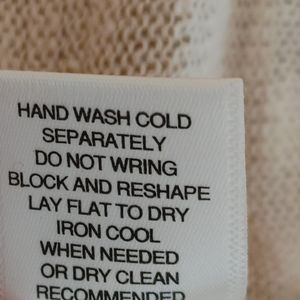 HAND WASH COLD
SEPARATELY
DO NOT WRING
BLOCK AND RESHAPE
LAY FLAT TO DRY
IRON COOL
WHEN NEEDED
OR DRY CLEAN
RECOMMENDED